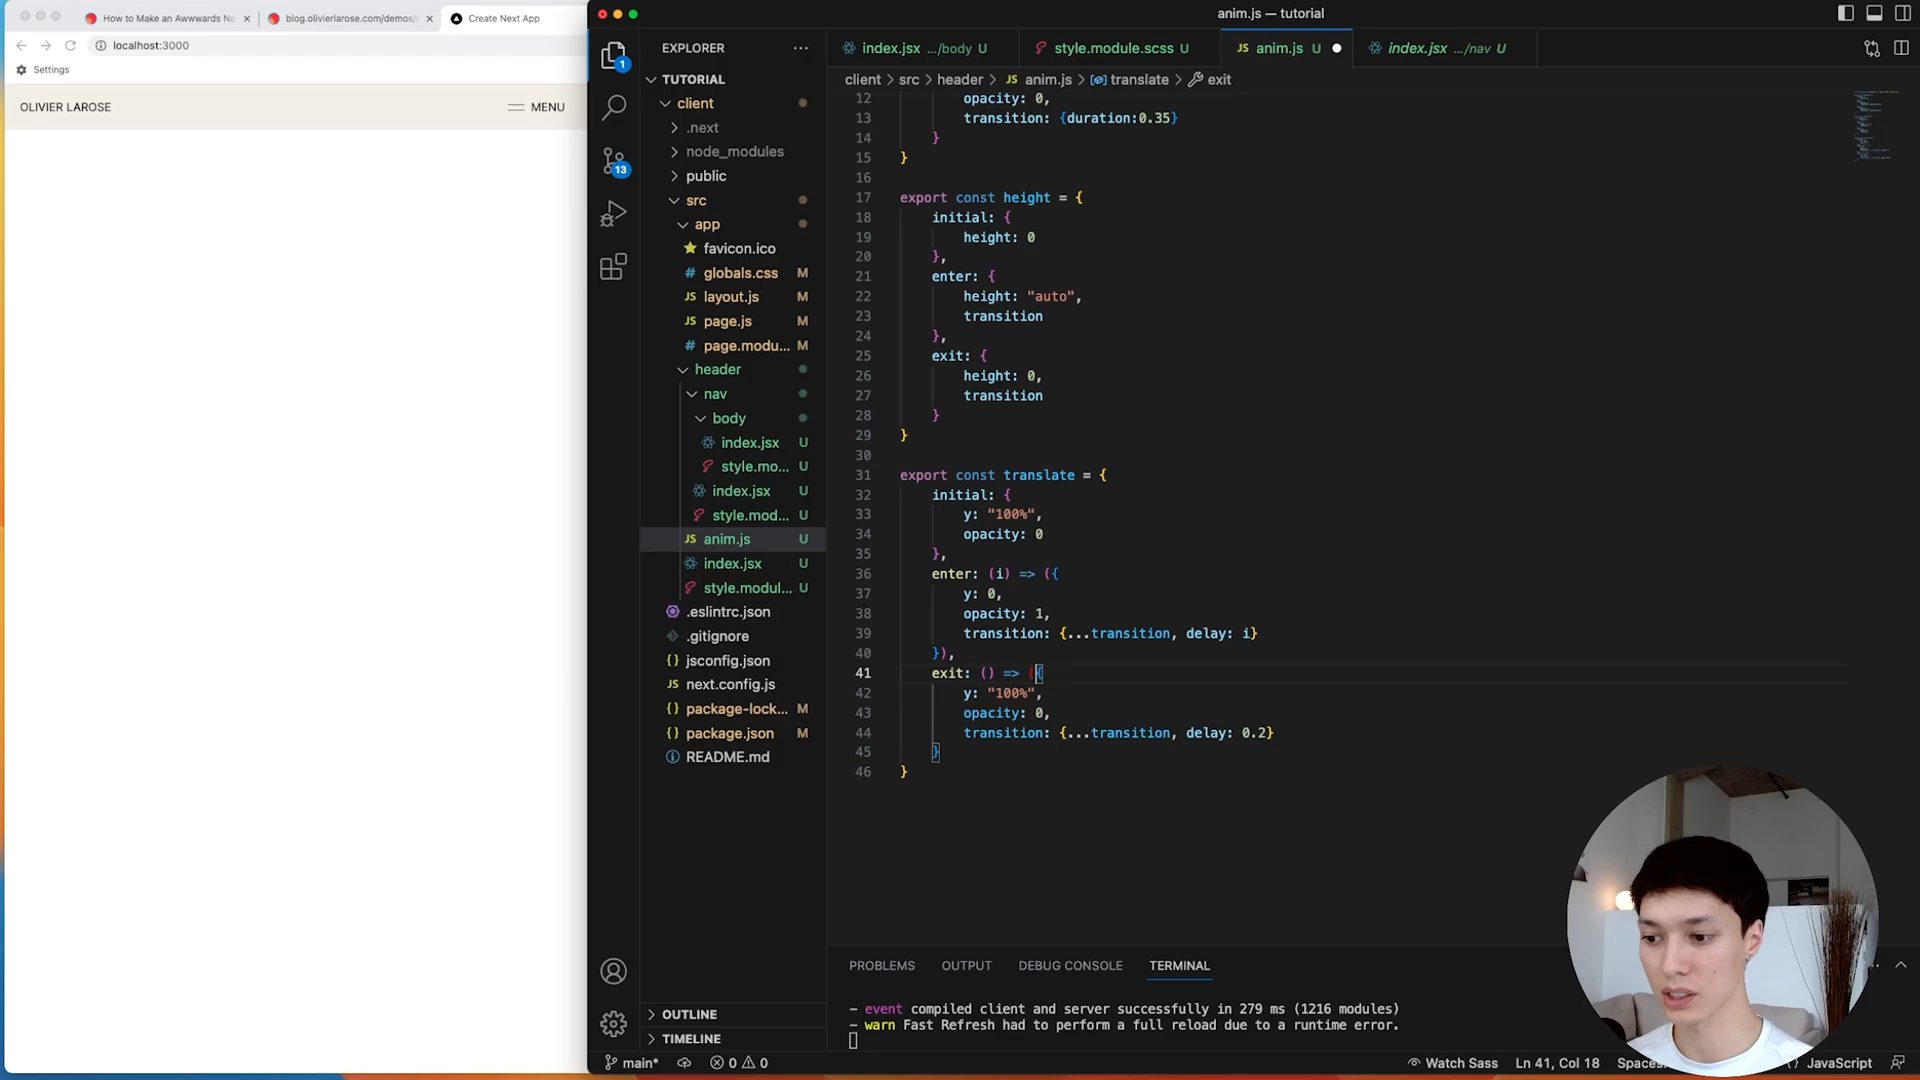 How to Make an Awwwards Na
blog.olivierlarose.com/demos/
Create Next App
localhost:3000
Settings
OLIVIER LAROSE
MENU
anim.js — tutorial
EXPLORER
TUTORIAL
client
.next
node_modules
public
src
app
favicon.ico
globals.css M
layout.js M
page.js M
page.modu... M
header
nav
body
index.jsx U
style.mo... U
index.jsx U
style.mod... U
JS anim.js U
index.jsx U
style.modul... U
.eslintrc.json
.gitignore
jsconfig.json
next.config.js
package-lock... M
package.json M
README.md
OUTLINE
TIMELINE
1
13
index.jsx .../body U
style.module.scss U
JS anim.js U
index.jsx .../nav U
client > src > header > JS anim.js > translate > exit
12 opacity: 0,
13 transition: {duration:0.35}
14 }
15 }
16
17 export const height = {
18 initial: {
19 height: 0
20 },
21 enter: {
22 height: "auto",
23 transition
24 },
25 exit: {
26 height: 0,
27 transition
28 }
29 }
30
31 export const translate = {
32 initial: {
33 y: "100%",
34 opacity: 0
35 },
36 enter: (i) => ({
37 y: 0,
38 opacity: 1,
39 transition: {...transition, delay: i}
40 }),
41 exit: () => ({
42 y: "100%",
43 opacity: 0,
44 transition: {...transition, delay: 0.2}
45 }
46 }
PROBLEMS OUTPUT DEBUG CONSOLE TERMINAL
- event compiled client and server successfully in 279 ms (1216 modules)
- warn Fast Refresh had to perform a full reload due to a runtime error.
main* 0 0 Watch Sass Ln 41, Col 18 Spaces JavaScript